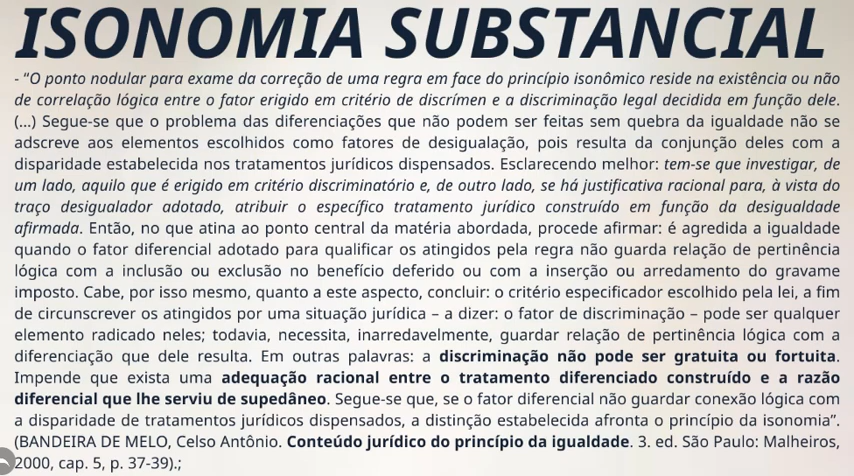 ISONOMIA SUBSTANCIAL
- “O ponto nodular para exame da correção de uma regra em face do princípio isonômico reside na existência ou não
de correlação lógica entre o fator erigido em critério de discrímen e a discriminação legal decidida em função dele.
(...) Segue-se que o problema das diferenciações que não podem ser feitas sem quebra da igualdade não se
adscreve aos elementos escolhidos como fatores de desigualação, pois resulta da conjunção deles com a
disparidade estabelecida nos tratamentos jurídicos dispensados. Esclarecendo melhor: tem-se que investigar, de
um lado, aquilo que é erigido em critério discriminatório e, de outro lado, se há justificativa racional para, à vista do
traço desigualador adotado, atribuir o específico tratamento jurídico construído em função da desigualdade
afirmada. Então, no que atina ao ponto central da matéria abordada, procede afirmar: é agredida a igualdade
quando o fator diferencial adotado para qualificar os atingidos pela regra não guarda relação de pertinência
lógica com a inclusão ou exclusão no benefício deferido ou com a inserção ou arredamento do gravame
imposto. Cabe, por isso mesmo, quanto a este aspecto, concluir: o critério especificador escolhido pela lei, a fim
de circunscrever os atingidos por uma situação jurídica – a dizer: o fator de discriminação – pode ser qualquer
elemento radicado neles; todavia, necessita, inarredavelmente, guardar relação de pertinência lógica com a
diferenciação que dele resulta. Em outras palavras: a discriminação não pode ser gratuita ou fortuita.
Impende que exista uma adequação racional entre o tratamento diferenciado construído e a razão
diferencial que lhe serviu de supedâneo. Segue-se que, se o fator diferencial não guardar conexão lógica com
a disparidade de tratamentos jurídicos dispensados, a distinção estabelecida afronta o princípio da isonomia”.
(BANDEIRA DE MELO, Celso Antônio. Conteúdo jurídico do princípio da igualdade. 3. ed. São Paulo: Malheiros,
2000, cap. 5, p. 37-39).;